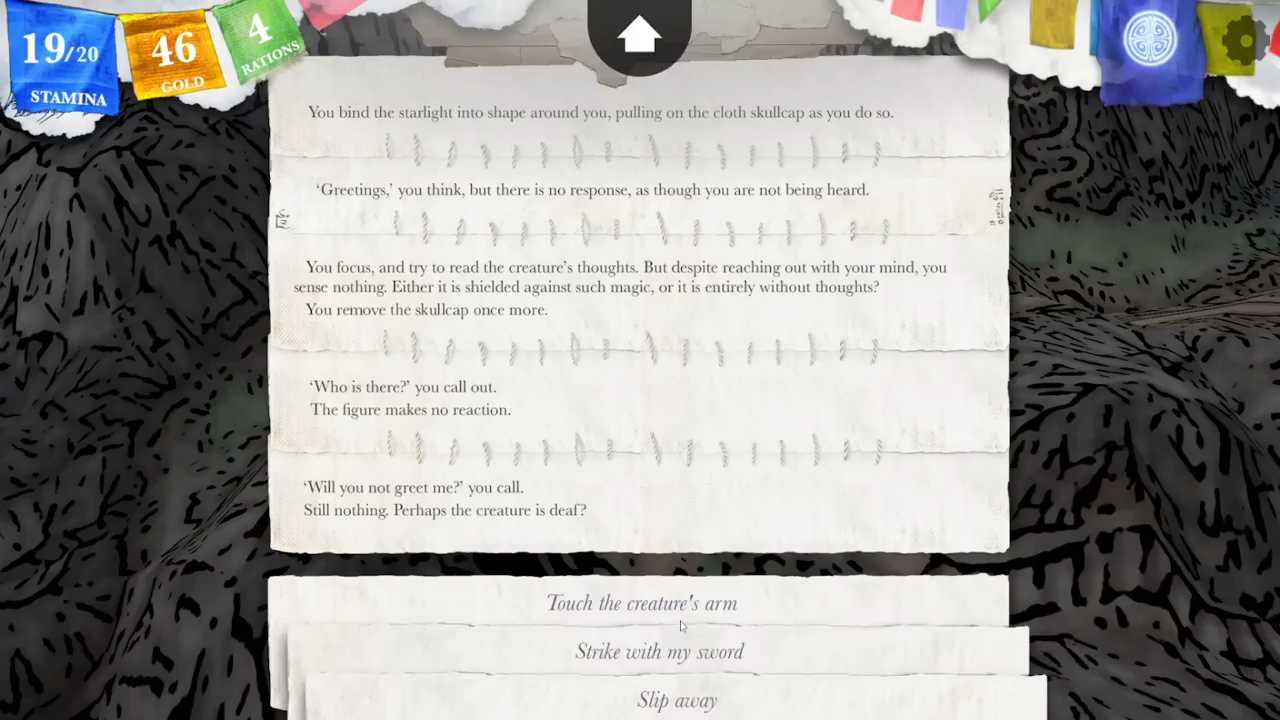 19/20
STAMINA
46
GOLD
4
RATIONS
You bind the starlight into shape around you, pulling on the cloth skullcap as you do so.
‘Greetings,’ you think, but there is no response, as though you are not being heard.
You focus, and try to read the creature’s thoughts. But despite reaching out with your mind, you
sense nothing. Either it is shielded against such magic, or it is entirely without thoughts?
You remove the skullcap once more.
‘Who is there?’ you call out.
The figure makes no reaction.
‘Will you not greet me?’ you call.
Still nothing. Perhaps the creature is deaf?
Touch the creature's arm
Strike with my sword
Slip away